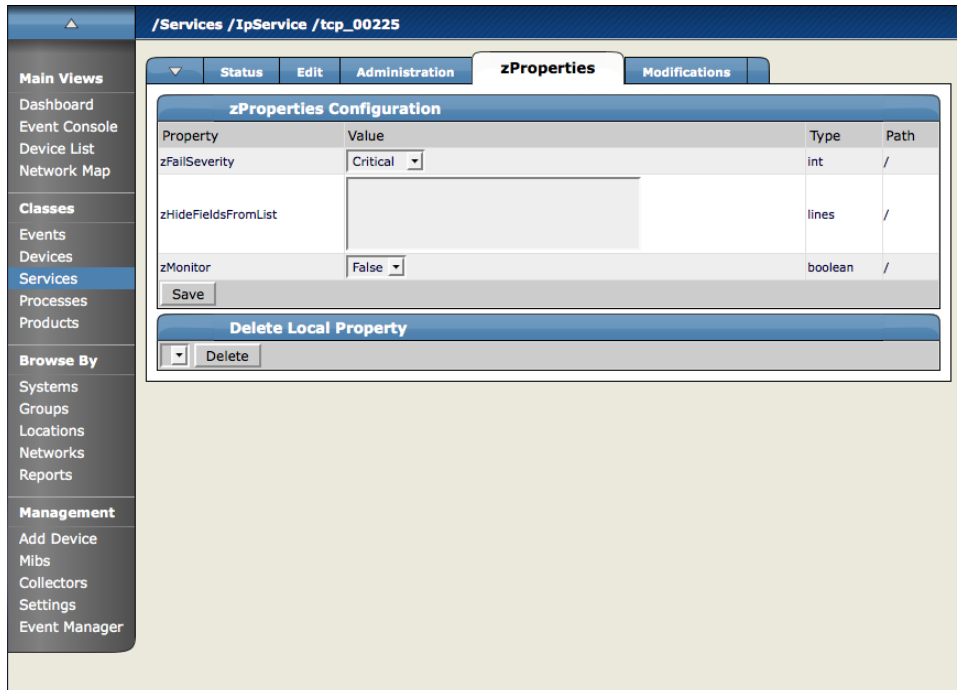 /Services /IpService /tcp_00225
Main Views
Dashboard
Event Console
Device List
Network Map
Classes
Events
Devices
Services
Processes
Products
Browse By
Systems
Groups
Locations
Networks
Reports
Management
Add Device
Mibs
Collectors
Settings
Event Manager
Status Edit Administration zProperties Modifications
zProperties Configuration
Property Value Type Path
zFailSeverity Critical int /
zHideFieldsFromList lines /
zMonitor False boolean /
Save
Delete Local Property
Delete